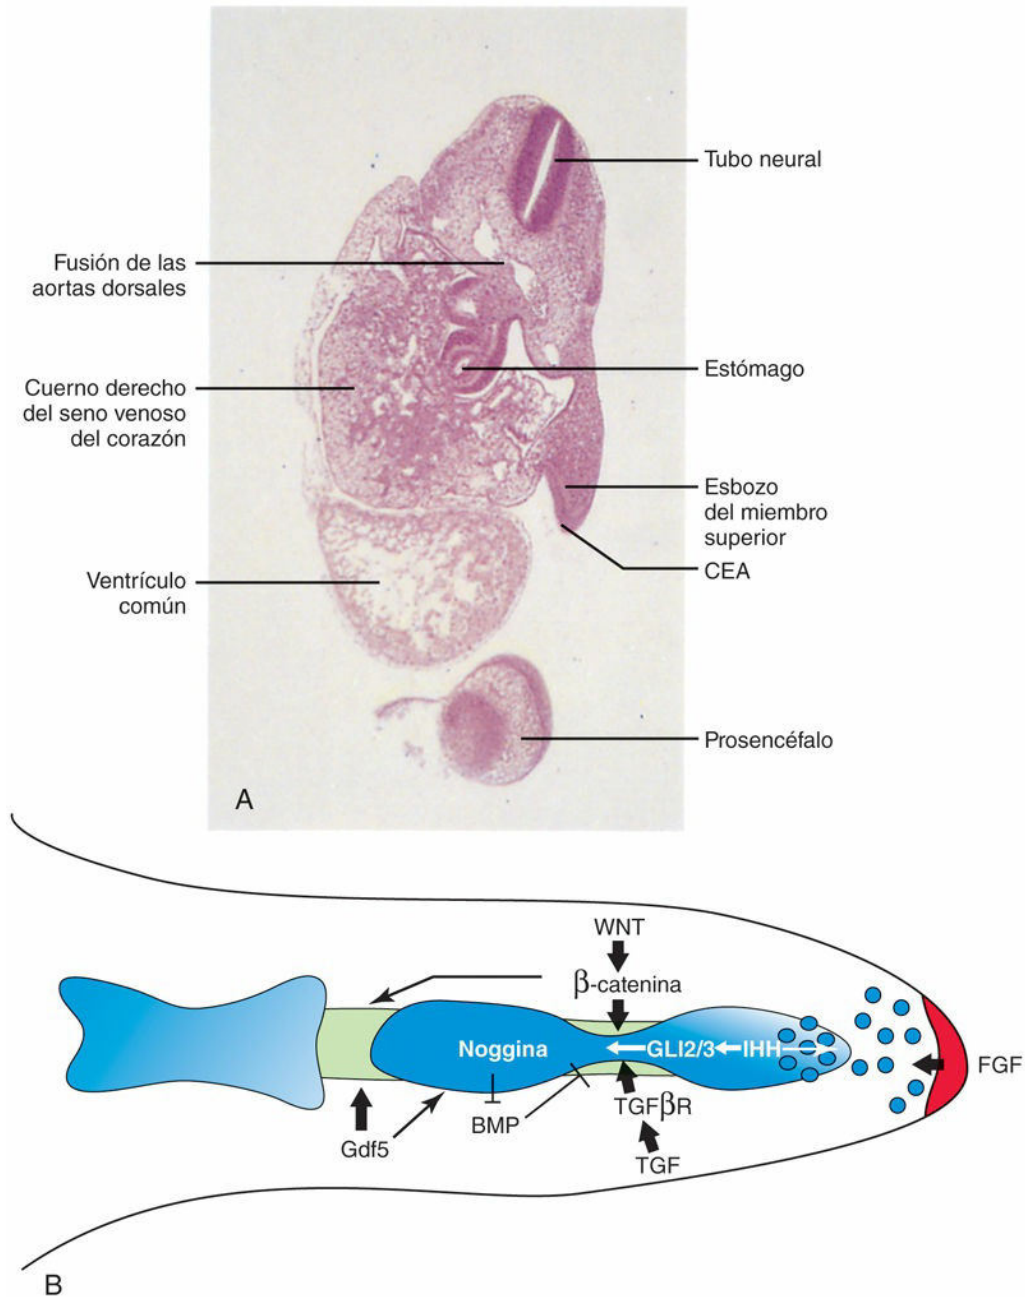 Tubo neural
Fusión de las
aortas dorsales
Estómago
Cuerno derecho
del seno venoso
del corazón
Esbozo
del miembro
superior
CEA
Ventrículo
común
Prosencéfalo
A
WNT
β-catenina
Noggina
GLI2/3
IHH
FGF
TGFβR
BMP
Gdf5
TGF
B